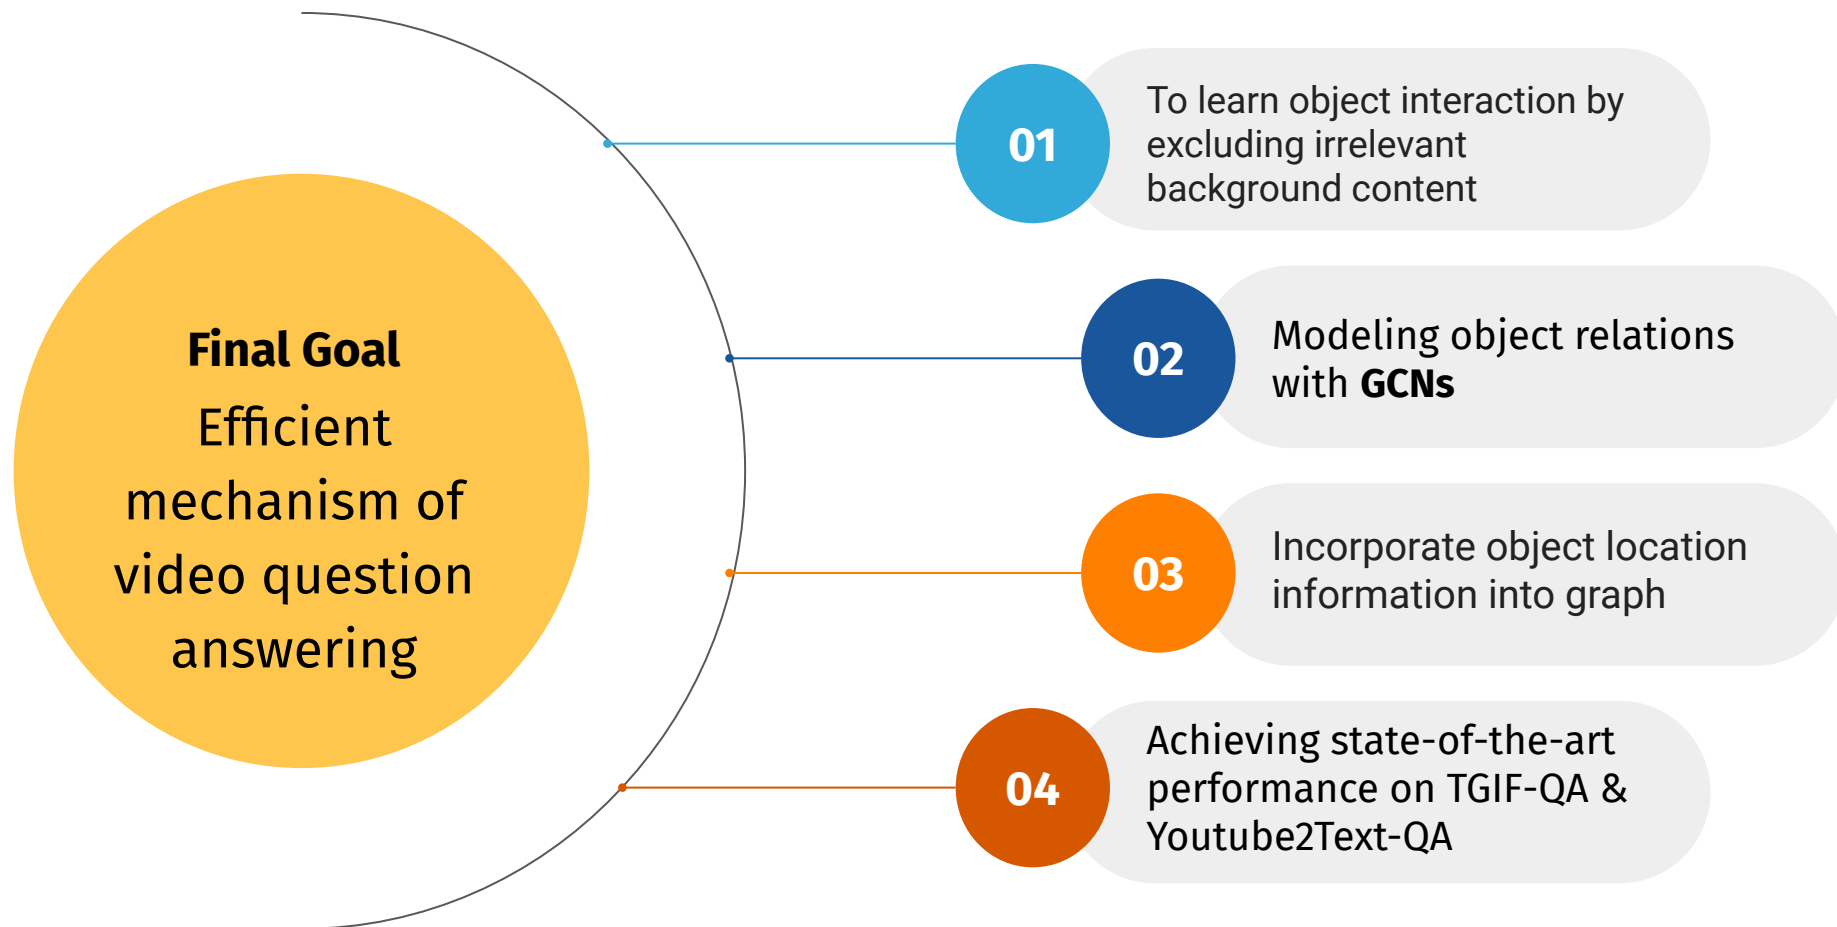 Final Goal
Efficient
mechanism of
video question
answering
01
To learn object interaction by
excluding irrelevant
background content
02
Modeling object relations
with GCNs
03
Incorporate object location
information into graph
04
Achieving state-of-the-art
performance on TGIF-QA &
Youtube2Text-QA